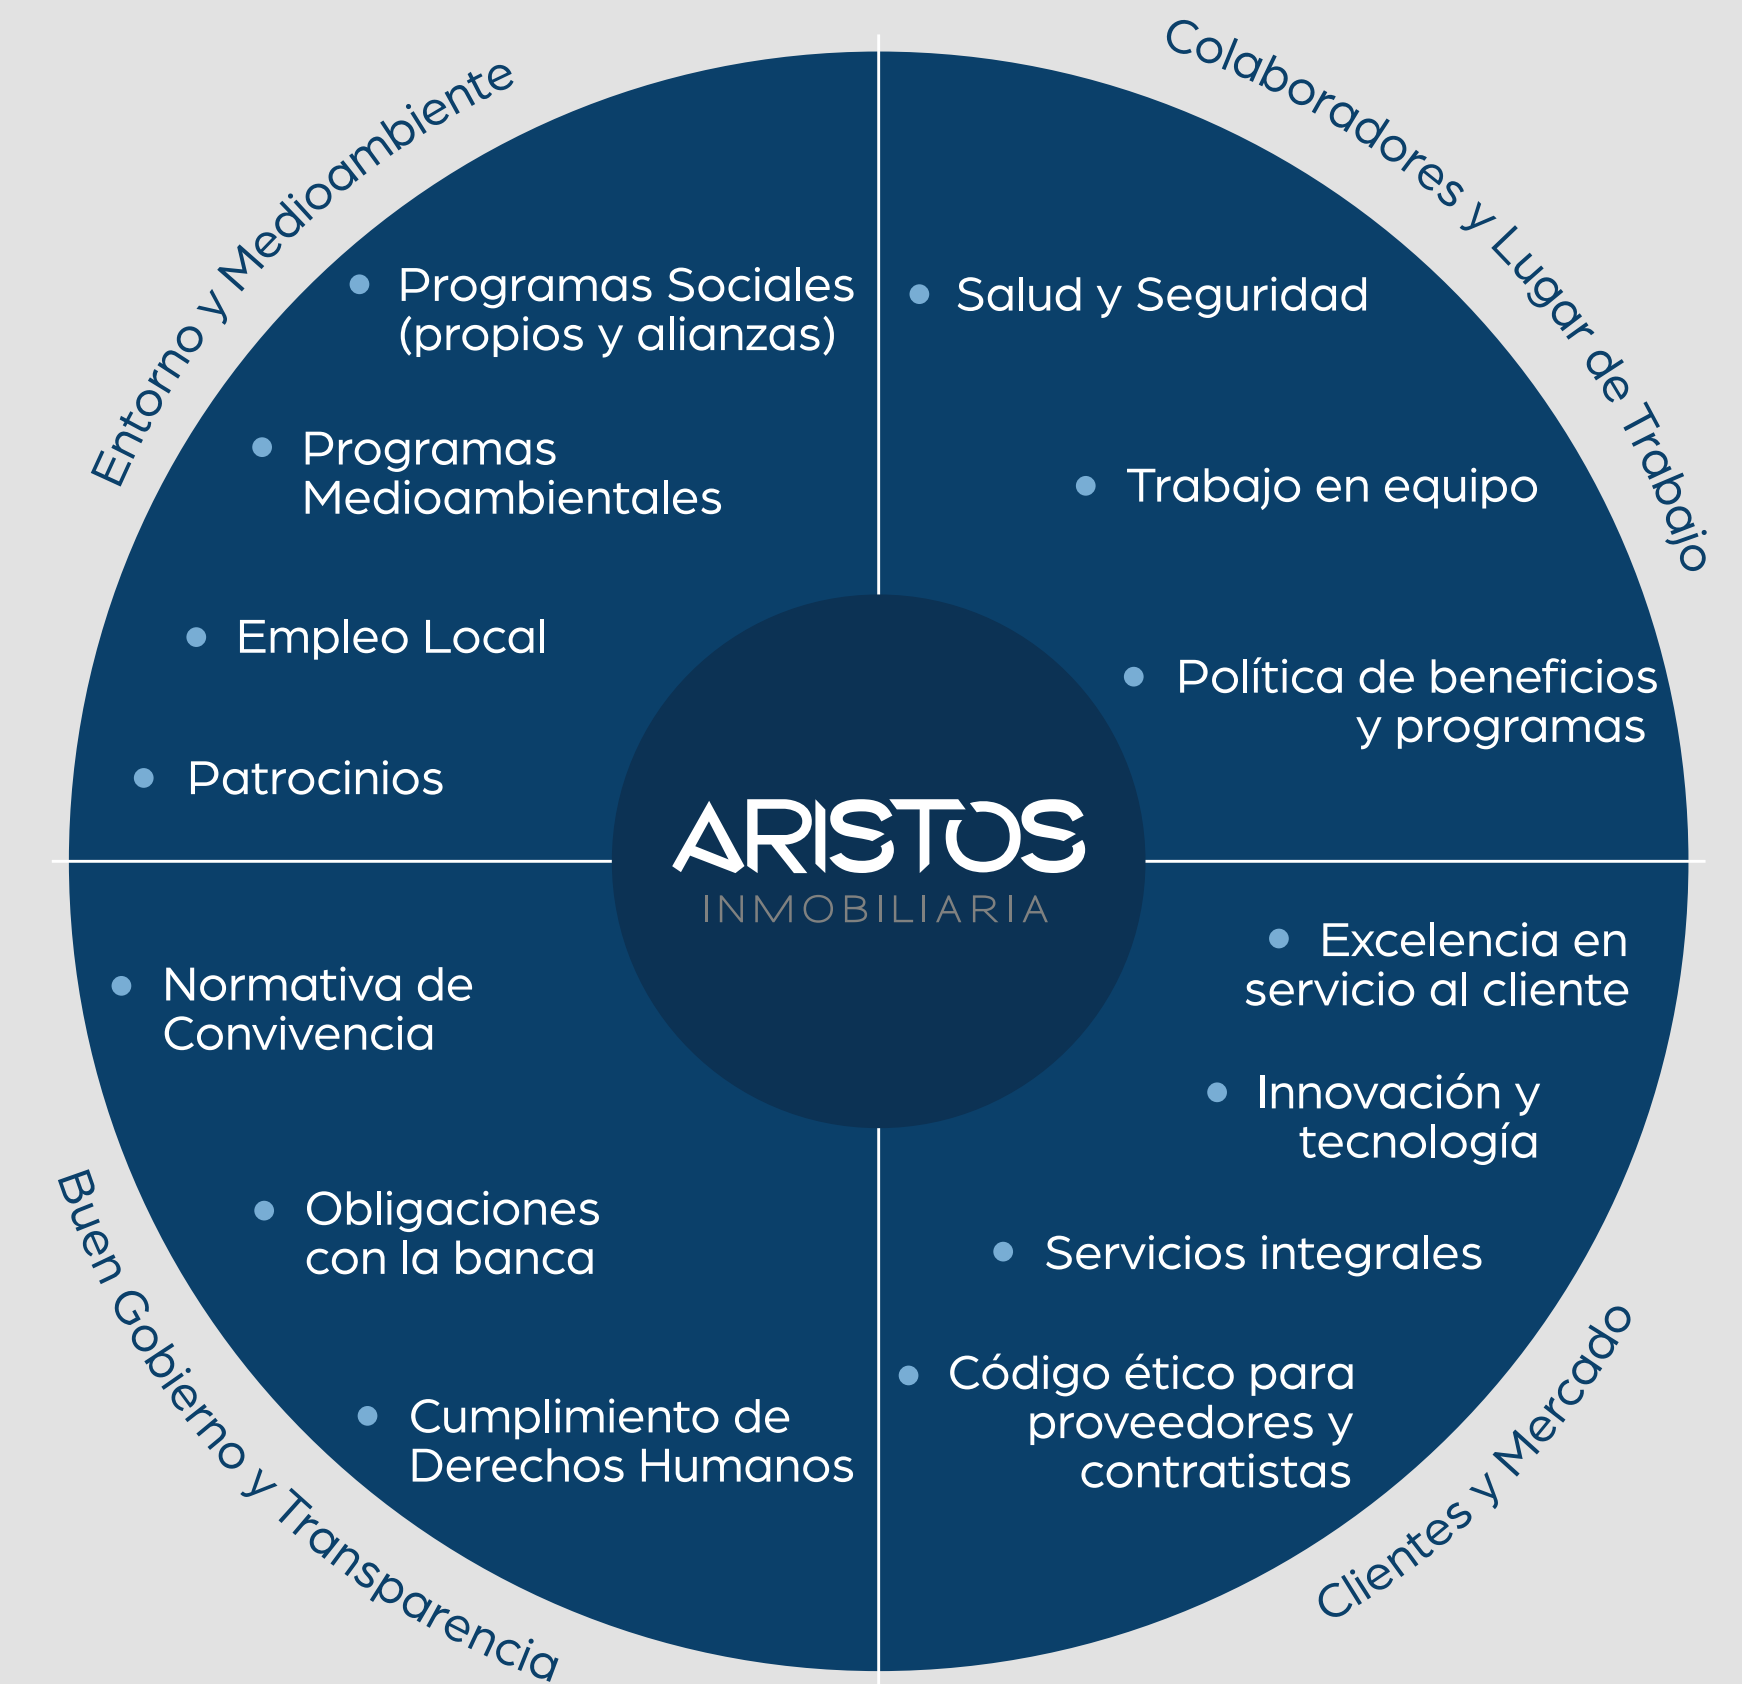 Entorno y Medioambiente
Programas Sociales
(propios y alianzas)
Programas
Medioambientales
Empleo Local
Patrocinios
Colaboradores y Lugar de Trabajo
Salud y Seguridad
Trabajo en equipo
Política de beneficios
y programas
ARISTOS
INMOBILIARIA
Buen Gobierno y Transparencia
Normativa de
Convivencia
Obligaciones
con la banca
Cumplimiento de
Derechos Humanos
Clientes y Mercado
Excelencia en
servicio al cliente
Innovación y
tecnología
Servicios integrales
Código ético para
proveedores y
contratistas